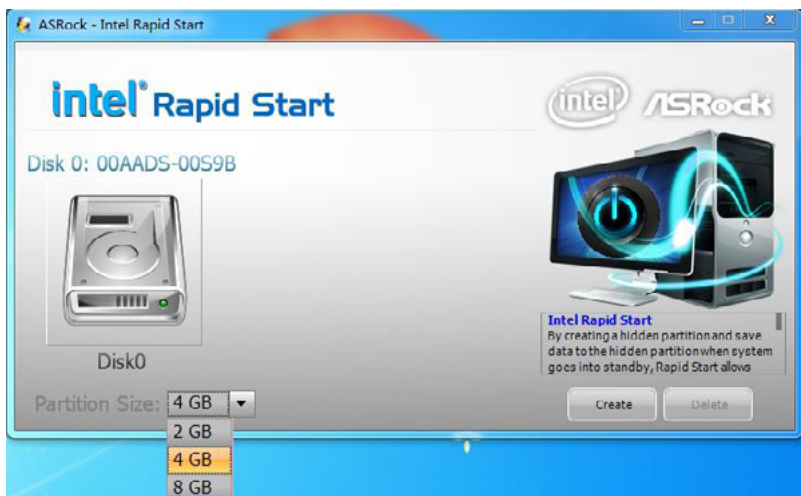 ASRock - Intel Rapid Start
intel® Rapid Start
intel ASRock
Disk 0: 00AADS-00S9B
Disk0
Intel Rapid Start
By creating a hidden partition and save
data to the hidden partition when system
goes into standby, Rapid Start allows
Partition Size: 4 GB
Create Delete
2 GB
4 GB
8 GB